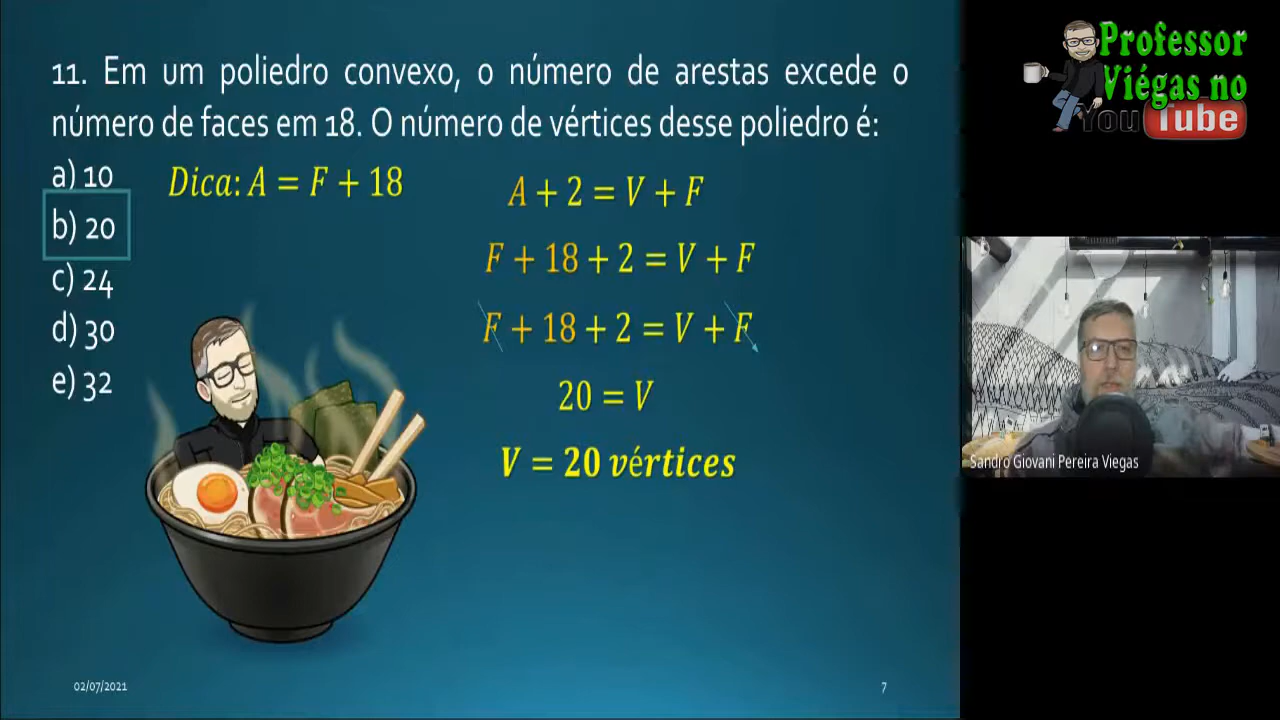 11. Em um poliedro convexo, o número de arestas excede o
número de faces em 18. O número de vértices desse poliedro é:
a) 10
b) 20
c) 24
d) 30
e) 32
Dica: A = F + 18
A + 2 = V + F
F + 18 + 2 = V + F
F + 18 + 2 = V + F
20 = V
V = 20 vértices
02/07/2021
7
Professor
Viégas no
YouTube
Sandro Giovani Pereira Viegas